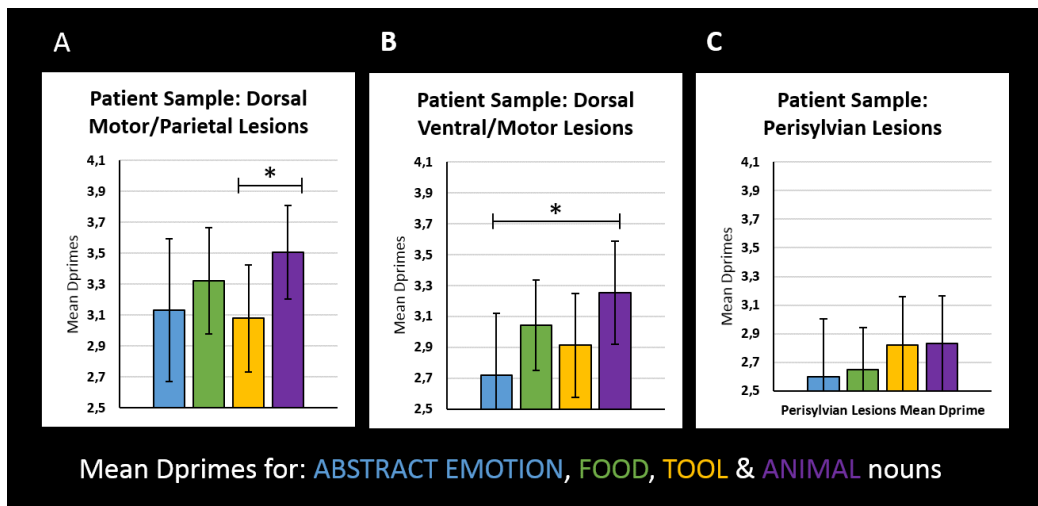 A
B
C
Patient Sample: Dorsal
Motor/Parietal Lesions
Mean Dprimes
4,1
3,9
3,7
3,5
3,3
3,1
2,9
2,7
2,5
*
Patient Sample: Dorsal
Ventral/Motor Lesions
Mean Dprimes
4,1
3,9
3,7
3,5
3,3
3,1
2,9
2,7
2,5
*
Patient Sample:
Perisylvian Lesions
Mean Dprimes
4,1
3,9
3,7
3,5
3,3
3,1
2,9
2,7
2,5
Perisylvian Lesions Mean Dprime
Mean Dprimes for: ABSTRACT EMOTION, FOOD, TOOL & ANIMAL nouns